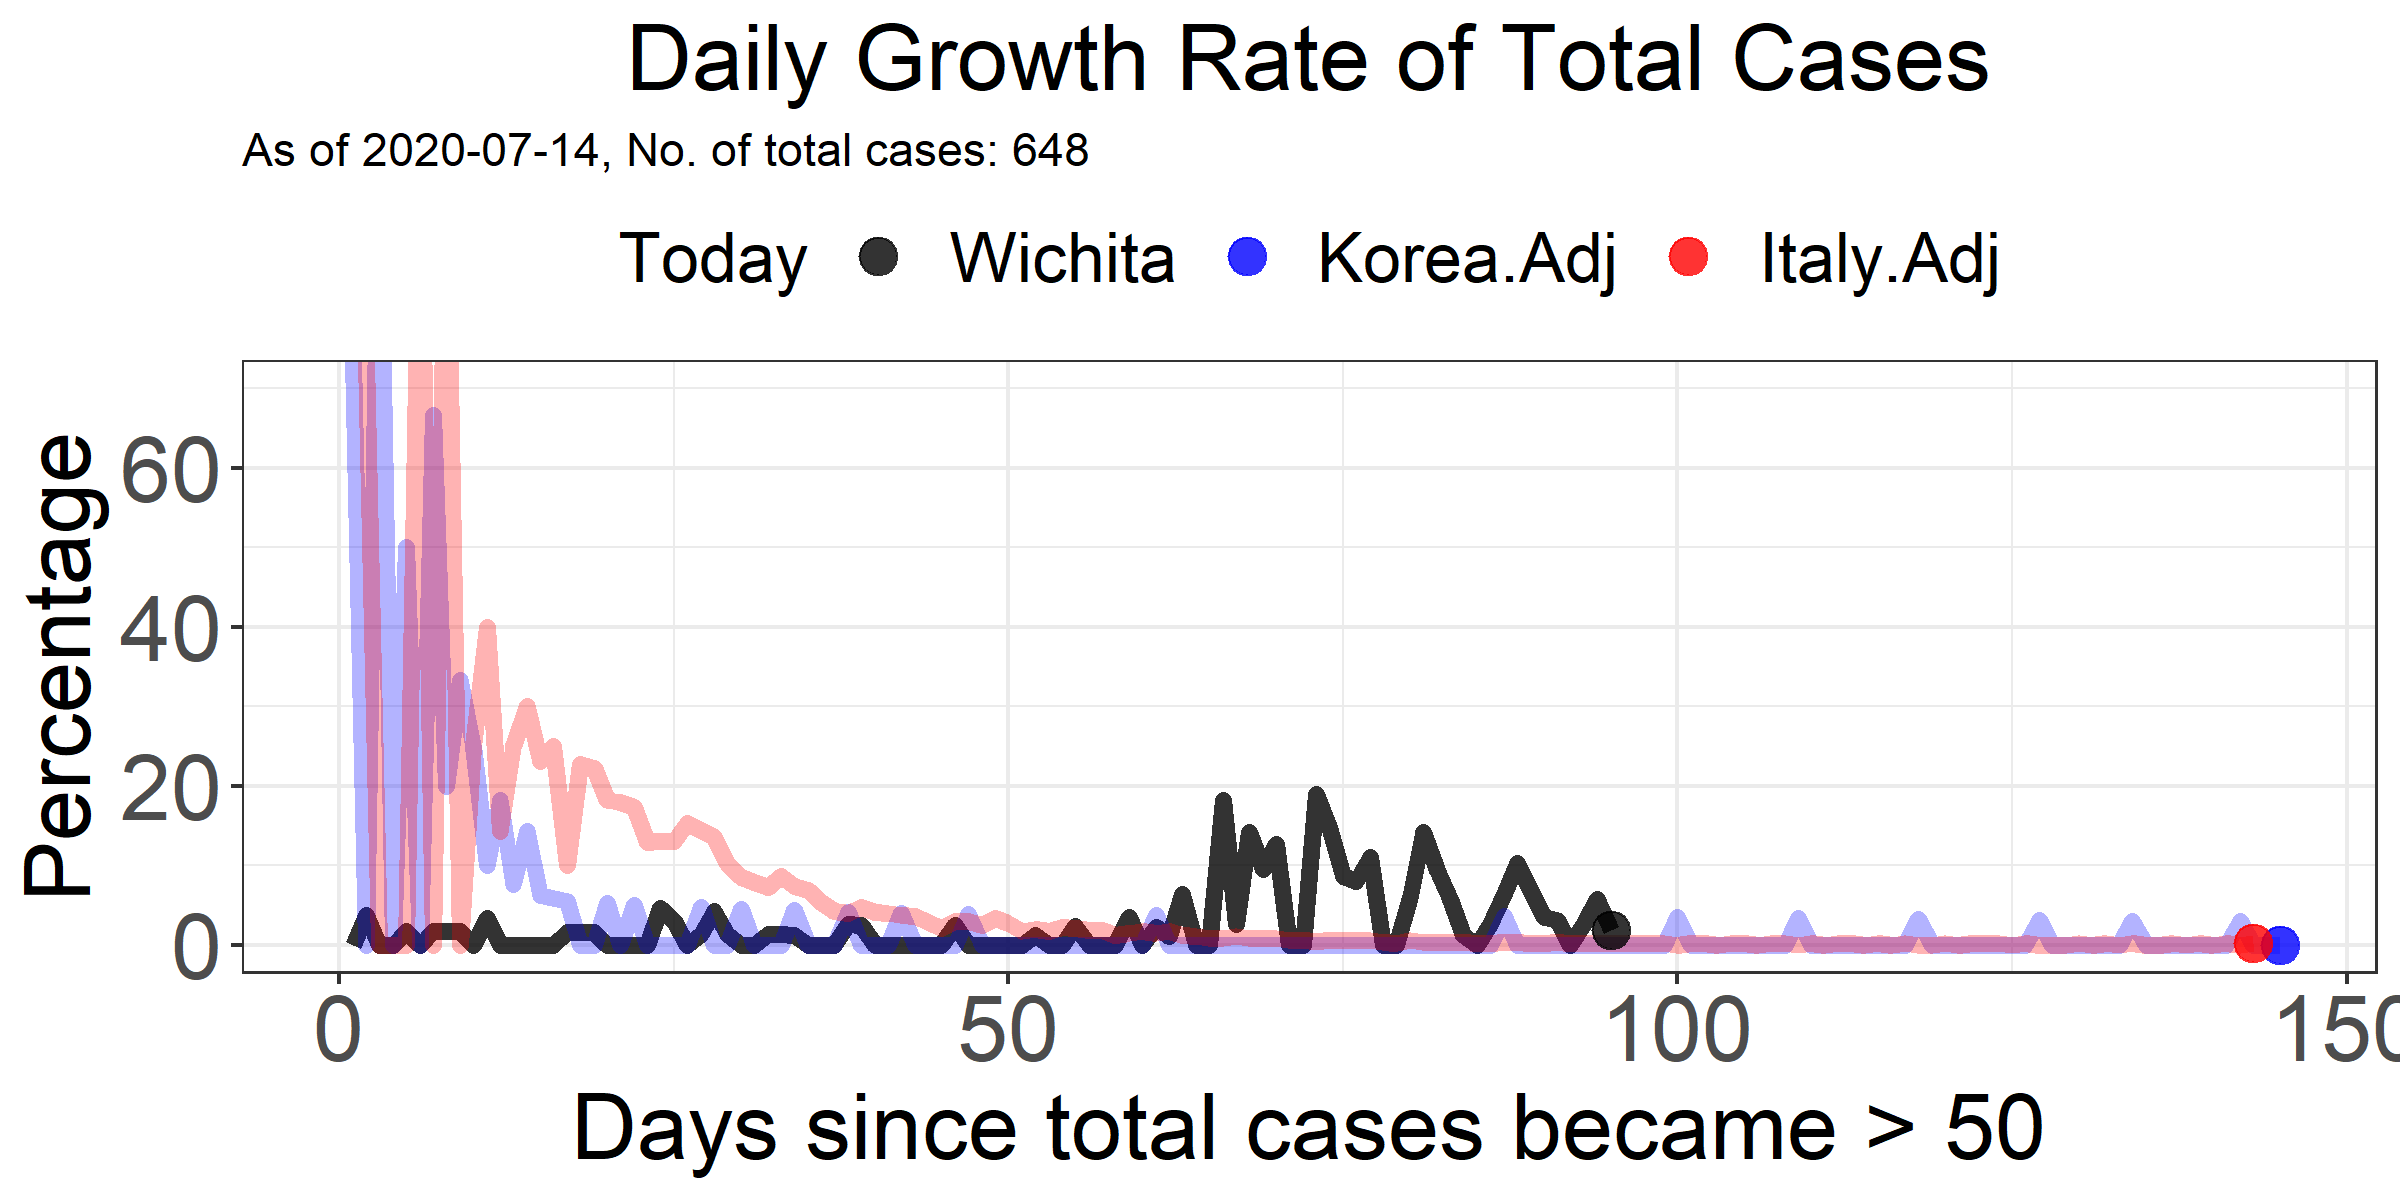 Daily Growth Rate of Total Cases
As of 2020-07-14, No. of total cases: 648
Today Wichita Korea.Adj Italy.Adj
Percentage
60
40
20
0
0 50 100 150
Days since total cases became > 50